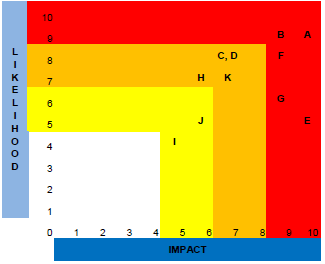 10
9 B A
8 C, D F
7 H K
6 G
5 J E
4 I
3
2
1
0 1 2 3 4 5 6 7 8 9 10
LIKELIHOOD
IMPACT